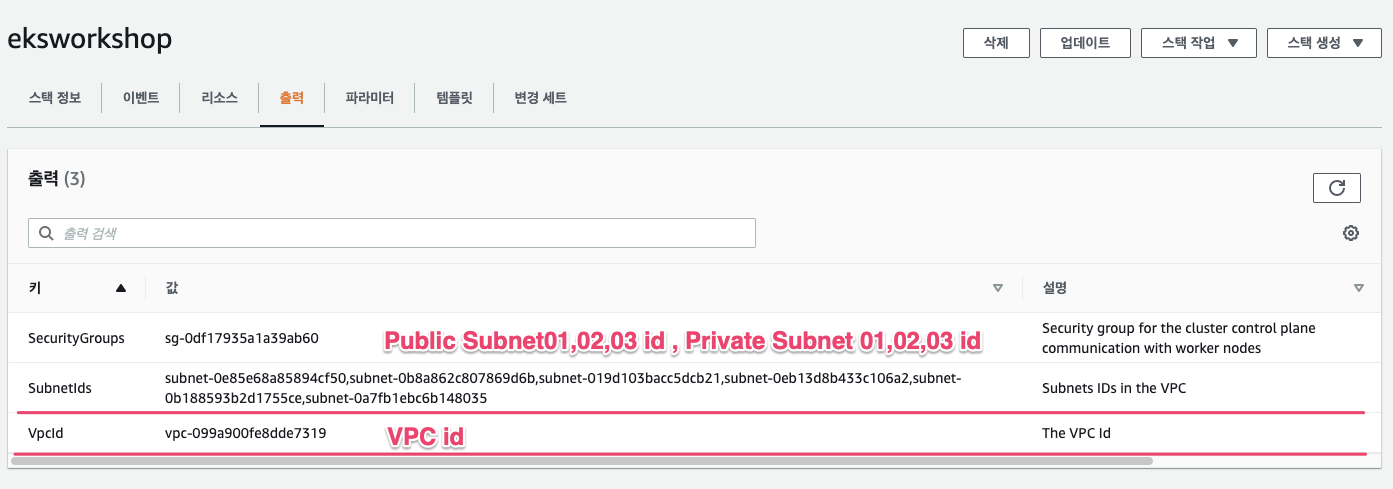 eksworkshop
삭제
업데이트
스택 작업 ▼
스택 생성 ▼
스택 정보
이벤트
리소스
출력
파라미터
템플릿
변경 세트
출력 (3)
출력 검색
키
값
설명
SecurityGroups
sg-0df17935a1a39ab60
Public Subnet01,02,03 id , Private Subnet 01,02,03 id
Security group for the cluster control plane
communication with worker nodes
SubnetIds
subnet-0e85e68a85894cf50,subnet-0b8a862c807869d6b,subnet-019d103bacc5dcb21,subnet-0eb13d8b433c106a2,subnet-
0b188593b2d1755ce,subnet-0a7fb1ebc6b148035
Subnets IDs in the VPC
VpcId
vpc-099a900fe8dde7319
VPC id
The VPC Id